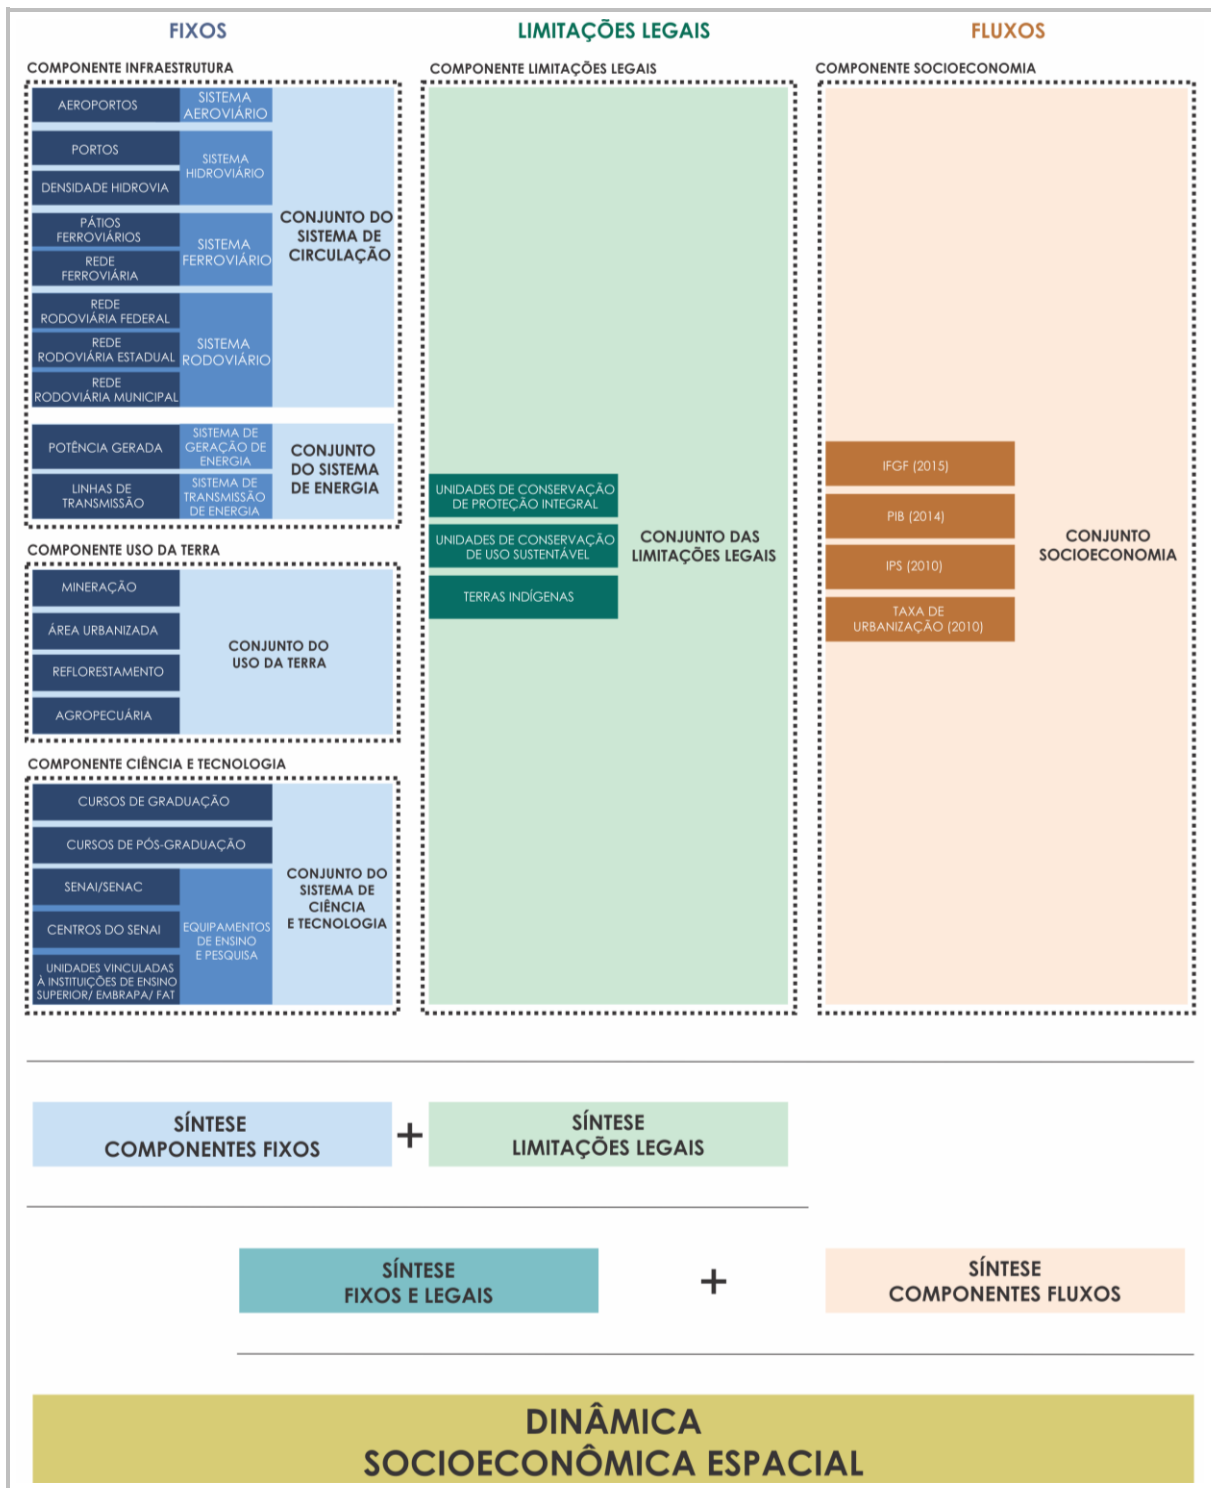 FIXOS
COMPONENTE INFRAESTRUTURA
AEROPORTOS
SISTEMA
AEROVIÁRIO
PORTOS
DENSIDADE HIDROVIA
SISTEMA
HIDROVIÁRIO
PÁTIOS
FERROVIÁRIOS
REDE
FERROVIÁRIA
SISTEMA
FERROVIÁRIO
REDE
RODOVIÁRIA FEDERAL
REDE
RODOVIÁRIA ESTADUAL
REDE
RODOVIÁRIA MUNICIPAL
SISTEMA
RODOVIÁRIO
CONJUNTO DO
SISTEMA DE
CIRCULAÇÃO
POTÊNCIA GERADA
SISTEMA DE
GERAÇÃO DE
ENERGIA
LINHAS DE
TRANSMISSÃO
SISTEMA DE
TRANSMISSÃO
DE ENERGIA
CONJUNTO
DO SISTEMA
DE ENERGIA
COMPONENTE USO DA TERRA
MINERAÇÃO
ÁREA URBANIZADA
REFLORESTAMENTO
AGROPECUÁRIA
CONJUNTO DO
USO DA TERRA
COMPONENTE CIÊNCIA E TECNOLOGIA
CURSOS DE GRADUAÇÃO
CURSOS DE PÓS-GRADUAÇÃO
SENAI/SENAC
CENTROS DO SENAI
UNIDADES VINCULADAS
À INSTITUIÇÕES DE ENSINO
SUPERIOR/ EMBRAPA/ FAT
EQUIPAMENTOS
DE ENSINO
E PESQUISA
CONJUNTO DO
SISTEMA DE
CIÊNCIA
E TECNOLOGIA
LIMITAÇÕES LEGAIS
COMPONENTE LIMITAÇÕES LEGAIS
UNIDADES DE CONSERVAÇÃO
DE PROTEÇÃO INTEGRAL
UNIDADES DE CONSERVAÇÃO
DE USO SUSTENTÁVEL
TERRAS INDÍGENAS
CONJUNTO DAS
LIMITAÇÕES LEGAIS
FLUXOS
COMPONENTE SOCIOECONOMIA
IFGF (2015)
PIB (2014)
IPS (2010)
TAXA DE
URBANIZAÇÃO (2010)
CONJUNTO
SOCIOECONOMIA
SÍNTESE
COMPONENTES FIXOS
+
SÍNTESE
LIMITAÇÕES LEGAIS
SÍNTESE
FIXOS E LEGAIS
+
SÍNTESE
COMPONENTES FLUXOS
DINÂMICA
SOCIOECONÔMICA ESPACIAL